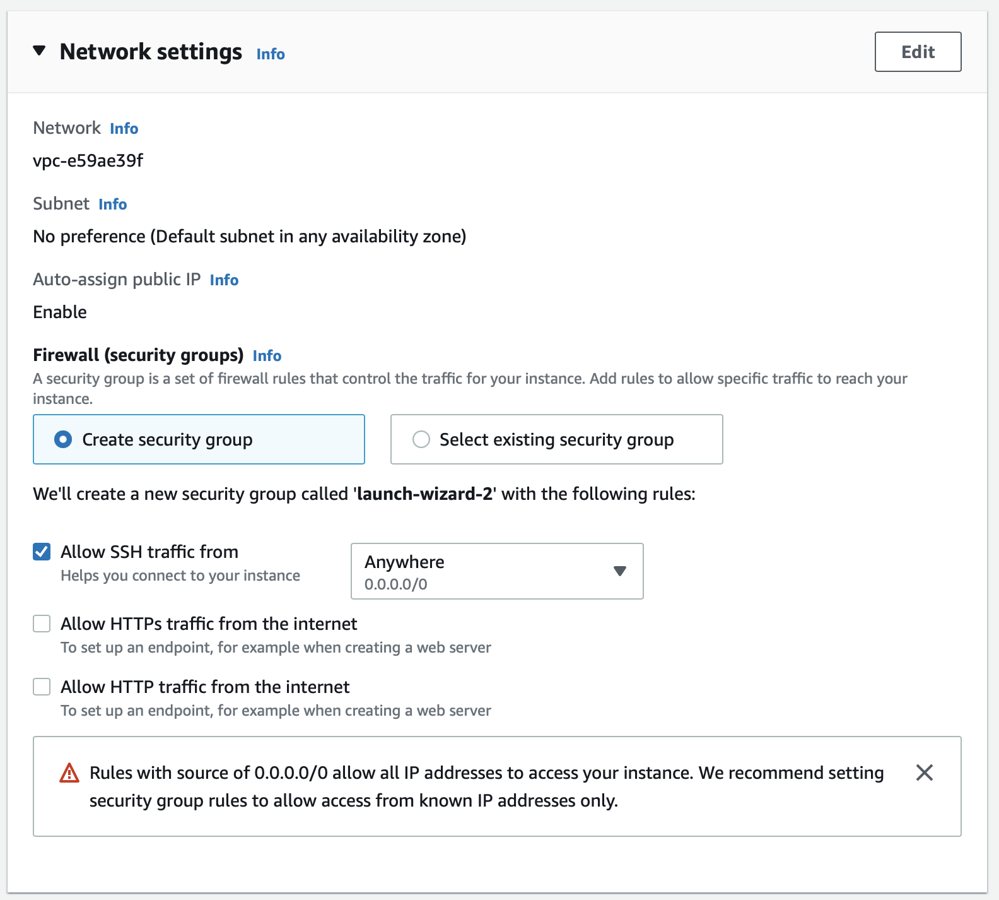 Network settings Info
Edit
Network Info
vpc-e59ae39f
Subnet Info
No preference (Default subnet in any availability zone)
Auto-assign public IP Info
Enable
Firewall (security groups) Info
A security group is a set of firewall rules that control the traffic for your instance. Add rules to allow specific traffic to reach your
instance.
Create security group
Select existing security group
We'll create a new security group called 'launch-wizard-2' with the following rules:
Allow SSH traffic from
Helps you connect to your instance
Anywhere
0.0.0.0/0
Allow HTTPs traffic from the internet
To set up an endpoint, for example when creating a web server
Allow HTTP traffic from the internet
To set up an endpoint, for example when creating a web server
Rules with source of 0.0.0.0/0 allow all IP addresses to access your instance. We recommend setting
security group rules to allow access from known IP addresses only.